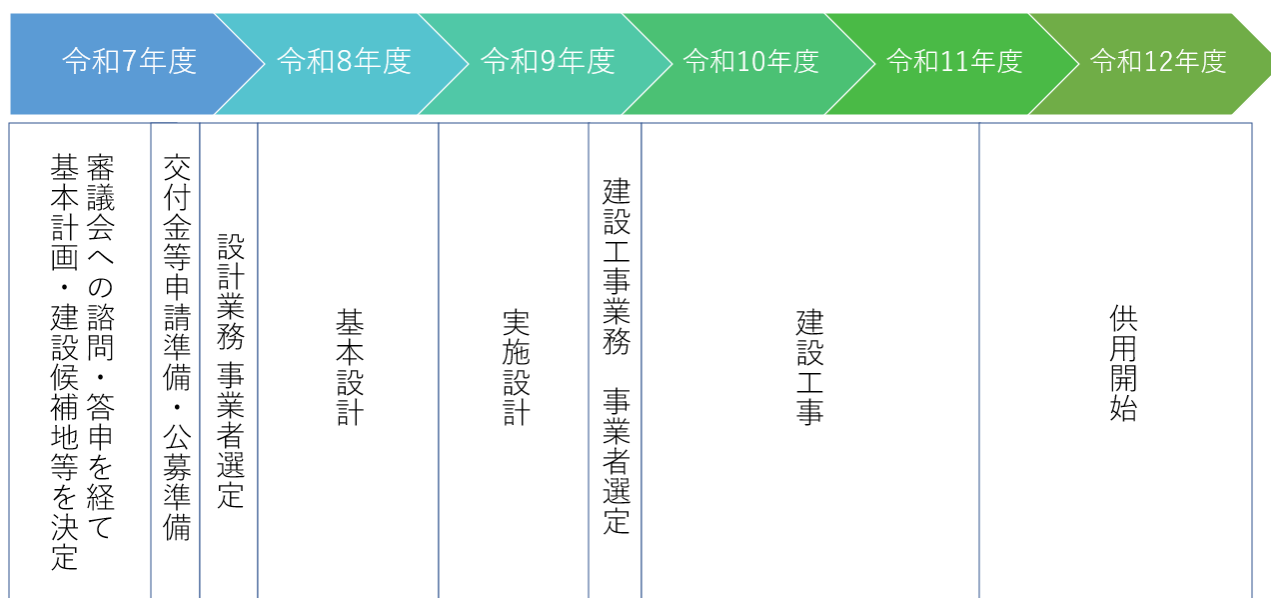 令和7年度
令和8年度
令和9年度
令和10年度
令和11年度
令和12年度
審議会への諮問・答申を経て
基本計画・建設候補地等を決定
交付金等申請準備・公募準備
設計業務 事業者選定
基本設計
実施設計
建設工事業務 事業者選定
建設工事
供用開始